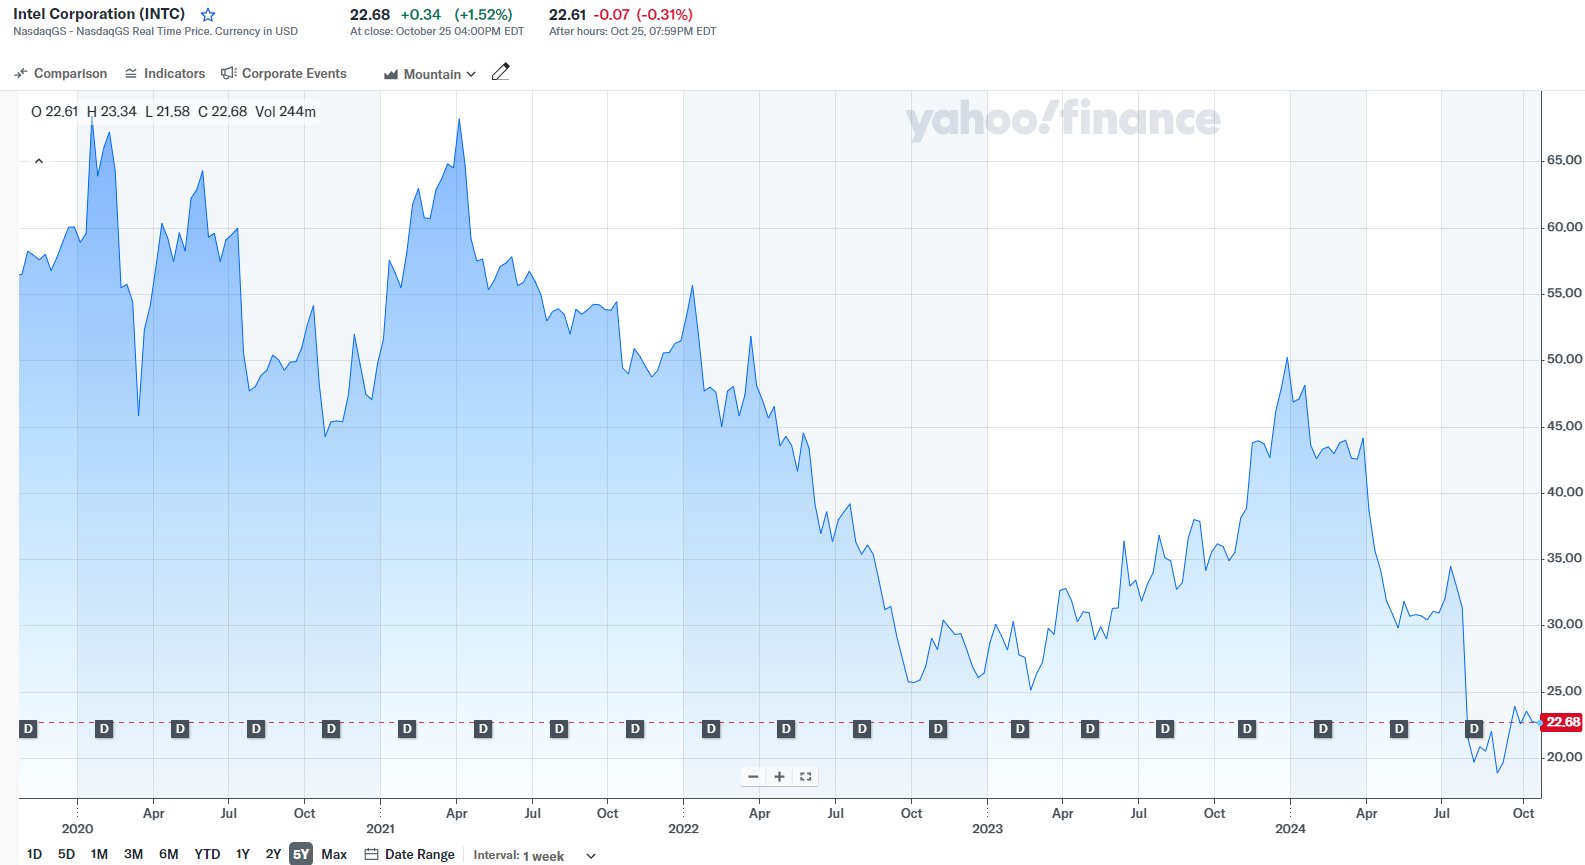 Intel Corporation (INTC)
22.68 +0.34 (+1.52%)
22.61 -0.07 (-0.31%)
NasdaqGS - NasdaqGS Real Time Price. Currency in USD
At close: October 25 04:00PM EDT
After hours: Oct 25, 07:59PM EDT
Comparison Indicators Corporate Events Mountain
O 22.61 H 23.34 L 21.58 C 22.68 Vol 244m
yahoo!finance
65.00
60.00
55.00
50.00
45.00
40.00
35.00
30.00
25.00
22.68
D D D D D D D D D D D D D D D D D D D D
20.00
Apr Jul Oct Apr Jul Oct Apr Jul Oct Apr Jul Oct Apr Jul Oct
2020 2021 2022 2023 2024
1D 5D 1M 3M 6M YTD 1Y 2Y 5Y Max Date Range Interval: 1 week